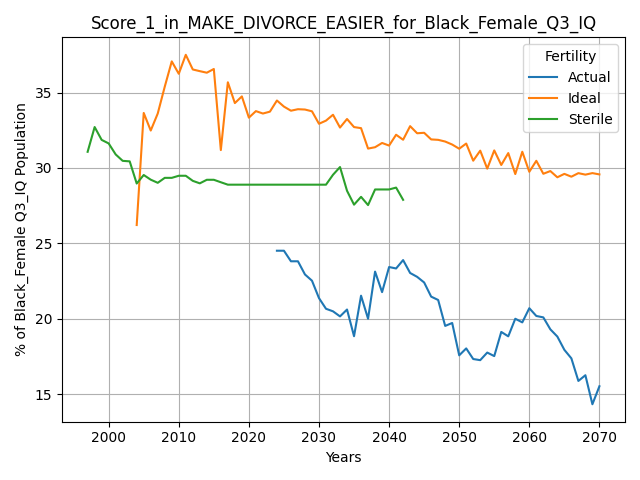 Score_1_in_MAKE_DIVORCE_EASIER_for_Black_Female_Q3_IQ
Fertility
Actual
Ideal
Sterile
% of Black_Female Q3_IQ Population
35
30
25
20
15
2000 2010 2020 2030 2040 2050 2060 2070
Years